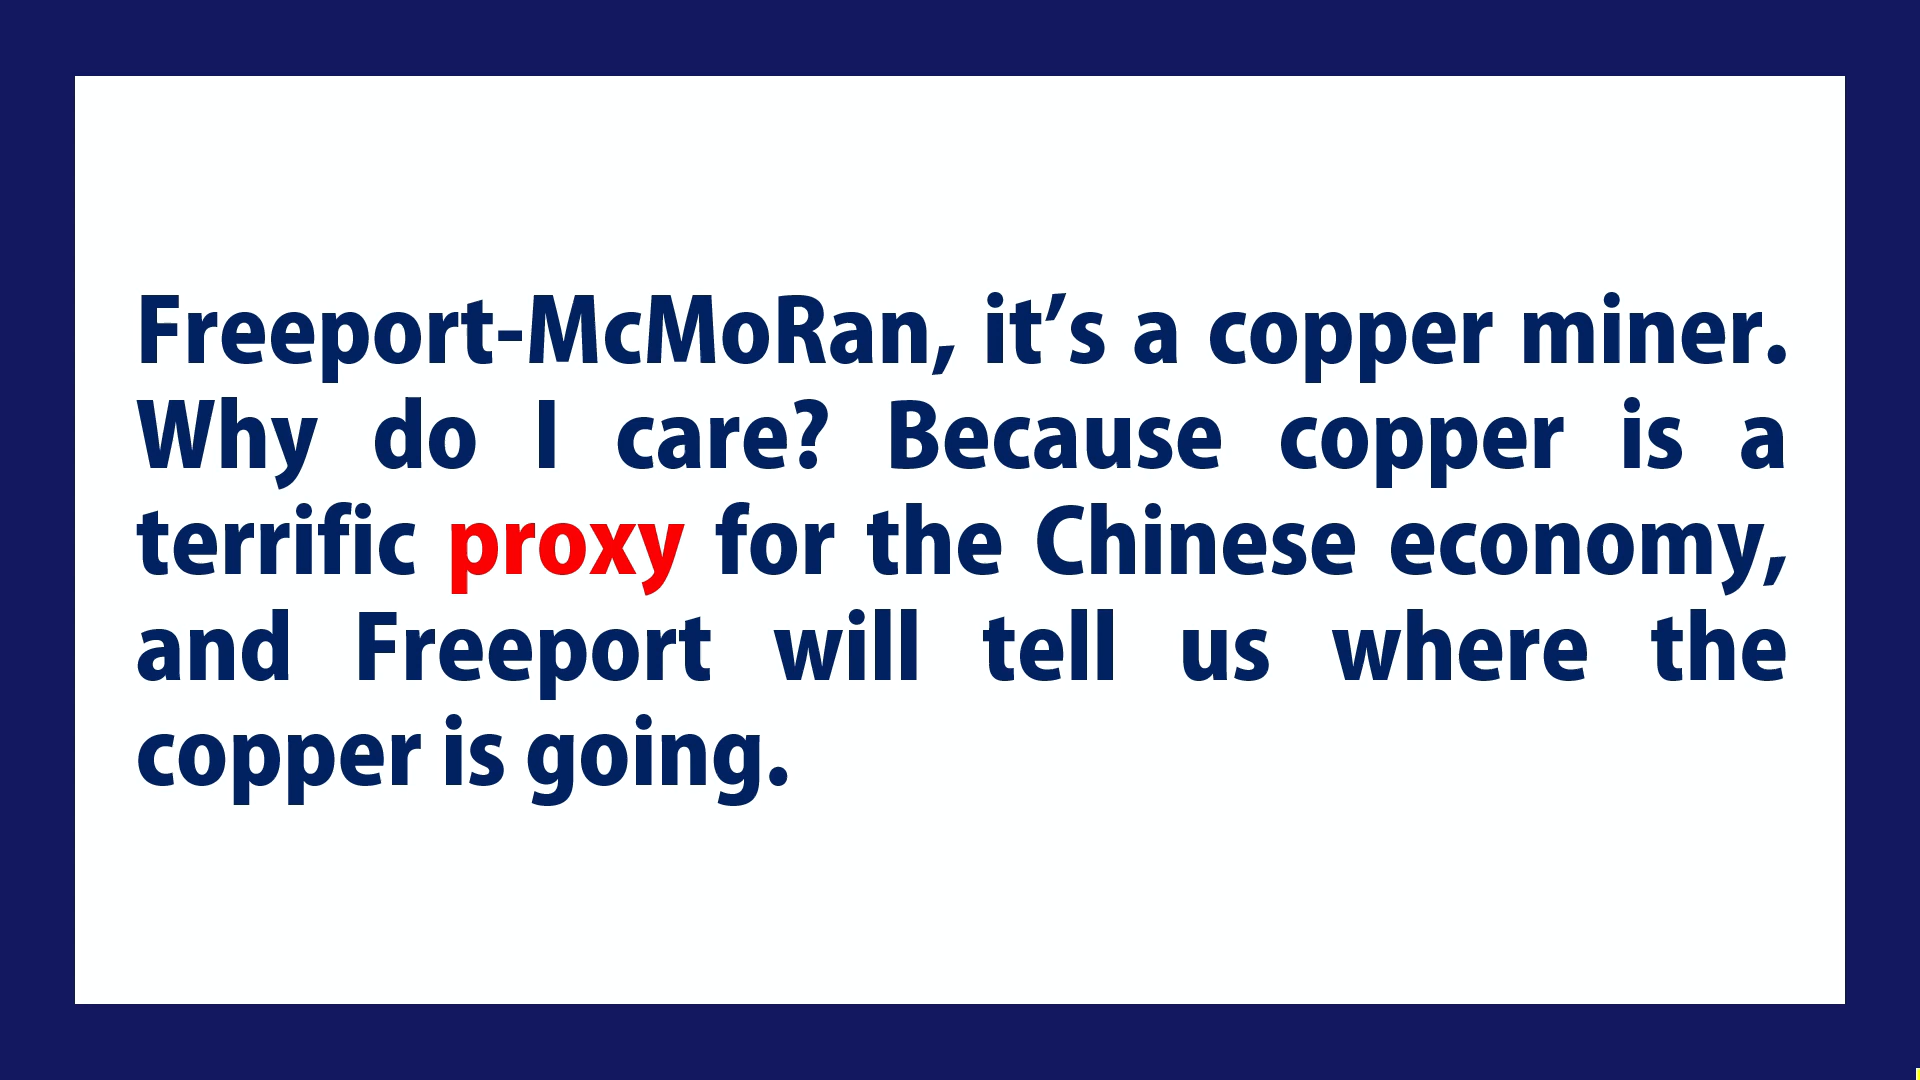 Freeport-McMoRan, it’s a copper miner.
Why do I care? Because copper is a
terrific proxy for the Chinese economy,
and Freeport will tell us where the
copper is going.